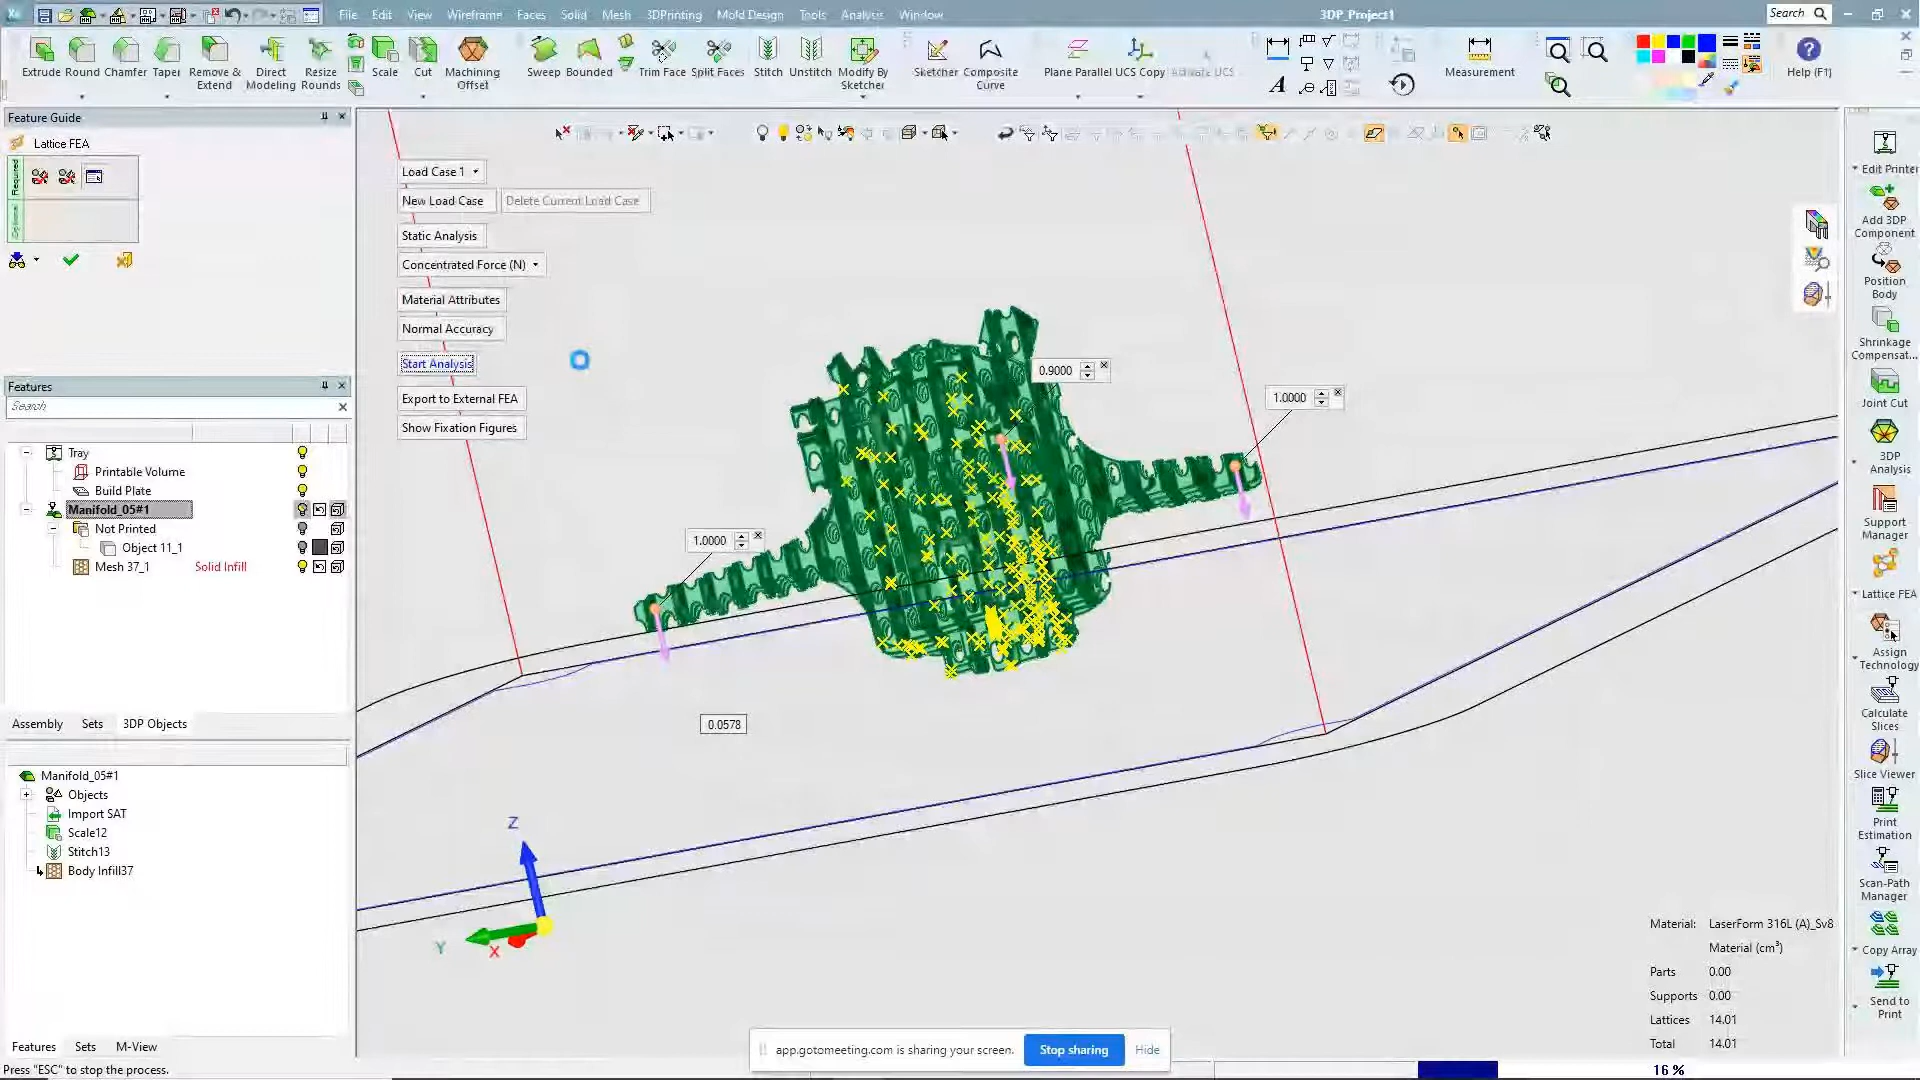 File Edit View Wireframe Faces Solid Mesh 3DPrinting Mold Design Tools Analysis Window
3DP_Project1
Search
Extrude Round Chamfer Taper Remove & Extend Direct Modeling Resize Rounds Scale Cut Machining Offset Sweep Bounded Trim Face Split Faces Stitch Unstitch Modify By Sketcher Sketcher Composite Curve Plane Parallel UCS Copy Activate UCS Measurement Help (F1)
Feature Guide
Lattice FEA
Required
Optional
Features
Search
Tray
Printable Volume
Build Plate
Manifold_05#1
Not Printed
Object 11_1
Mesh 37_1 Solid Infill
Assembly Sets 3DP Objects
Manifold_05#1
Objects
Import SAT
Scale12
Stitch13
Body Infill37
Features Sets M-View
Press "ESC" to stop the process.
Load Case 1
New Load Case Delete Current Load Case
Static Analysis
Concentrated Force (N)
Material Attributes
Normal Accuracy
Start Analysis
Export to External FEA
Show Fixation Figures
0.9000
1.0000
1.0000
0.0578
Z
Y
X
Material: LaserForm 316L (A)_Sv8
Material (cm³)
Parts 0.00
Supports 0.00
Lattices 14.01
Total 14.01
app.gotomeeting.com is sharing your screen. Stop sharing Hide
16 %
Edit Printer
Add 3DP
Component
Position
Body
Shrinkage
Compensat...
Joint Cut
3DP
Analysis
Support
Manager
Lattice FEA
Assign
Technology
Calculate
Slices
Slice Viewer
Print
Estimation
Scan-Path
Manager
Copy Array
Send to
Print